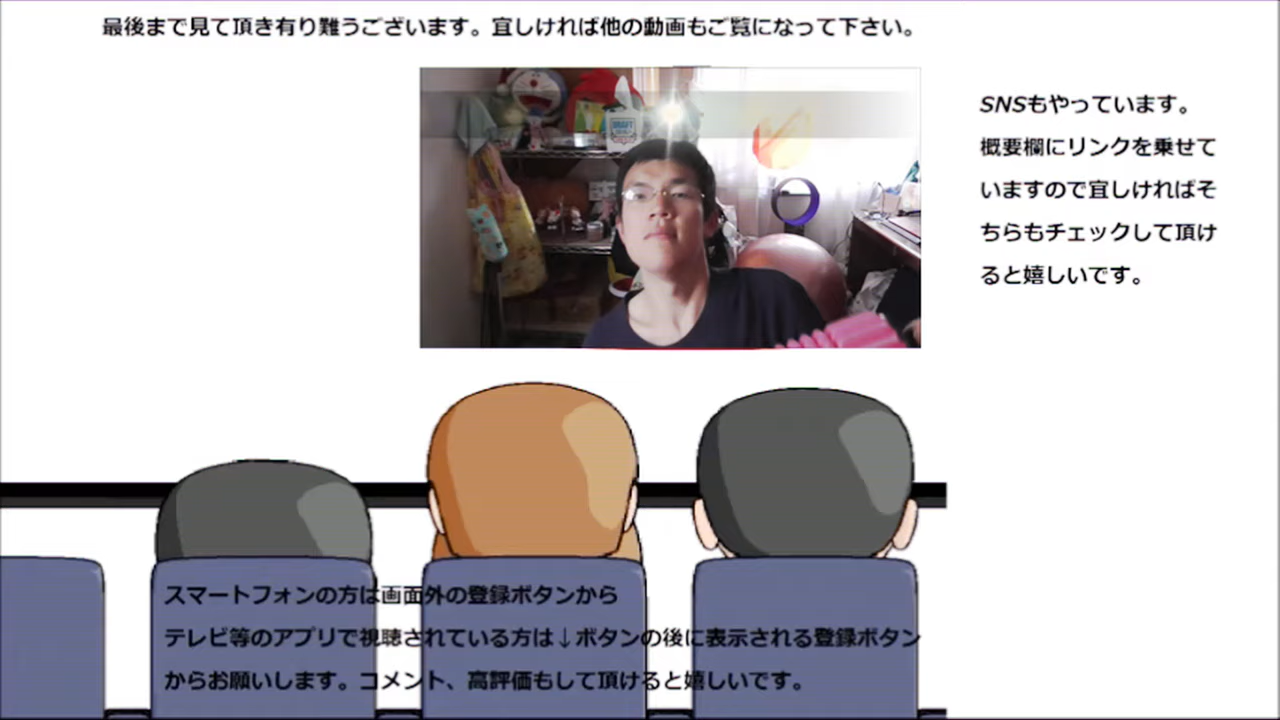 最後まで見て頂き有り難うございます。宜しければ他の動画もご覧になって下さい。
SNSもやっています。
概要欄にリンクを乗せて
いますので宜しければそ
ちらもチェックして頂け
ると嬉しいです。
スマートフォンの方は画面外の登録ボタンから
テレビ等のアプリで視聴されている方は↓ボタンの後に表示される登録ボタン
からお願いします。コメント、高評価もして頂けると嬉しいです。